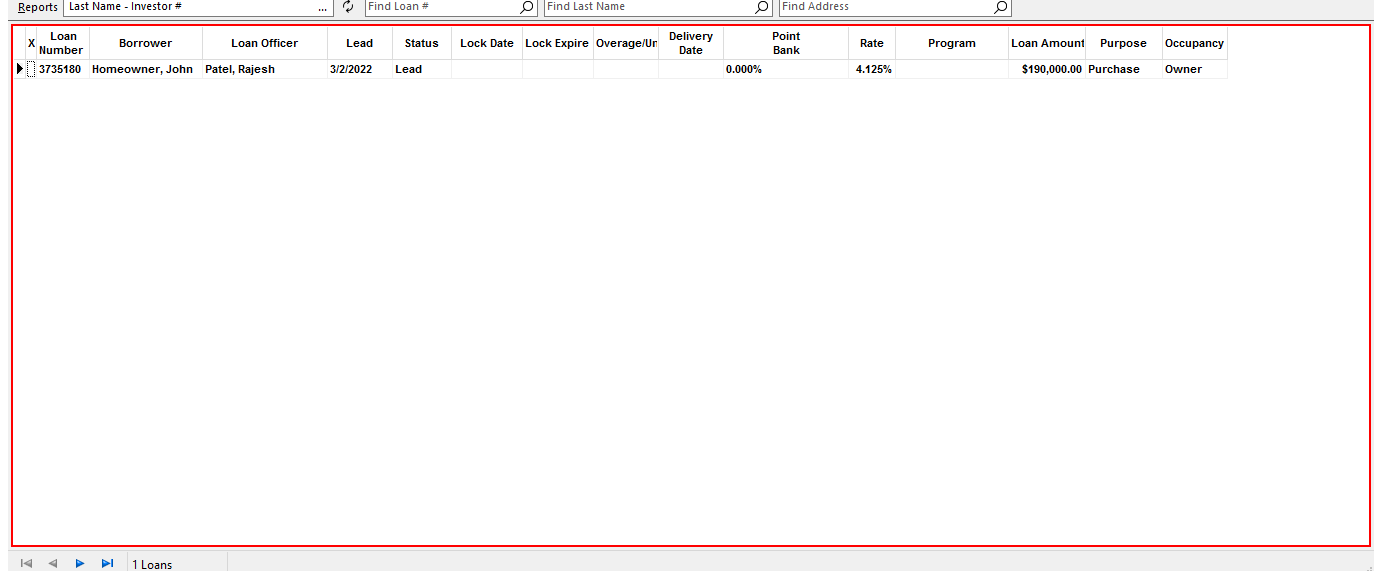 Reports Last Name - Investor # ... Find Loan # Find Last Name Find Address
X Loan Number Borrower Loan Officer Lead Status Lock Date Lock Expire Overage/Un Delivery Date Point Bank Rate Program Loan Amount Purpose Occupancy
3735180 Homeowner, John Patel, Rajesh 3/2/2022 Lead 0.000% 4.125% $190,000.00 Purchase Owner
1 Loans